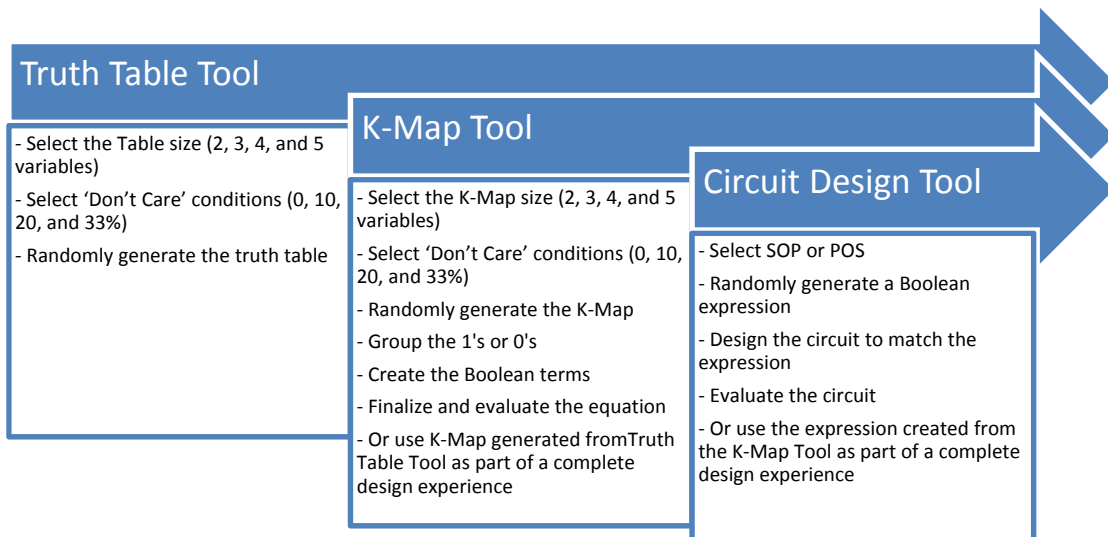 Truth Table Tool
- Select the Table size (2, 3, 4, and 5
variables)
- Select ‘Don’t Care’ conditions (0, 10,
20, and 33%)
- Randomly generate the truth table
K-Map Tool
- Select the K-Map size (2, 3, 4, and 5
variables)
- Select ‘Don’t Care’ conditions (0, 10,
20, and 33%)
- Randomly generate the K-Map
- Group the 1's or 0's
- Create the Boolean terms
- Finalize and evaluate the equation
- Or use K-Map generated fromTruth
Table Tool as part of a complete
design experience
Circuit Design Tool
- Select SOP or POS
- Randomly generate a Boolean
expression
- Design the circuit to match the
expression
- Evaluate the circuit
- Or use the expression created from
the K-Map Tool as part of a complete
design experience